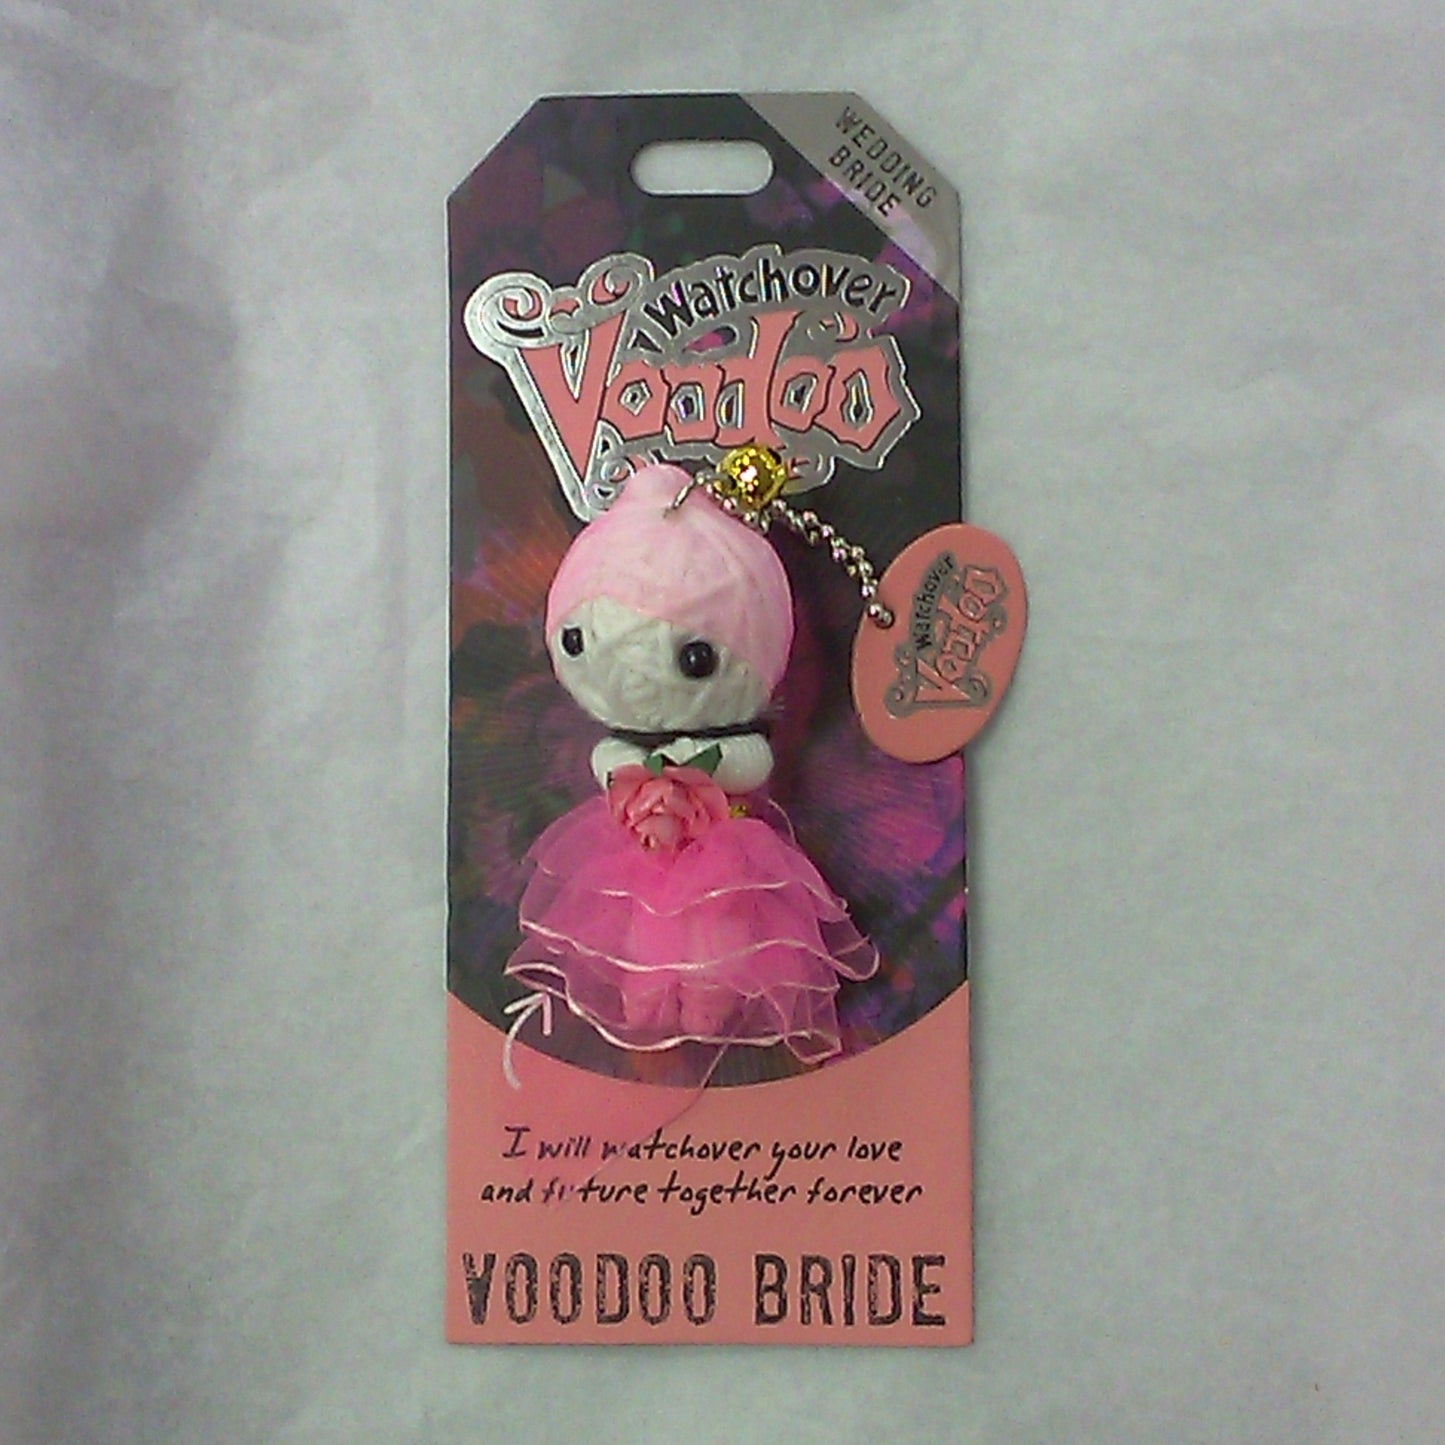 WEDDING
BRIDE
Watchover
Voodoo
Watchover
Voodoo
I will watchover your love
and future together forever
VOODOO BRIDE